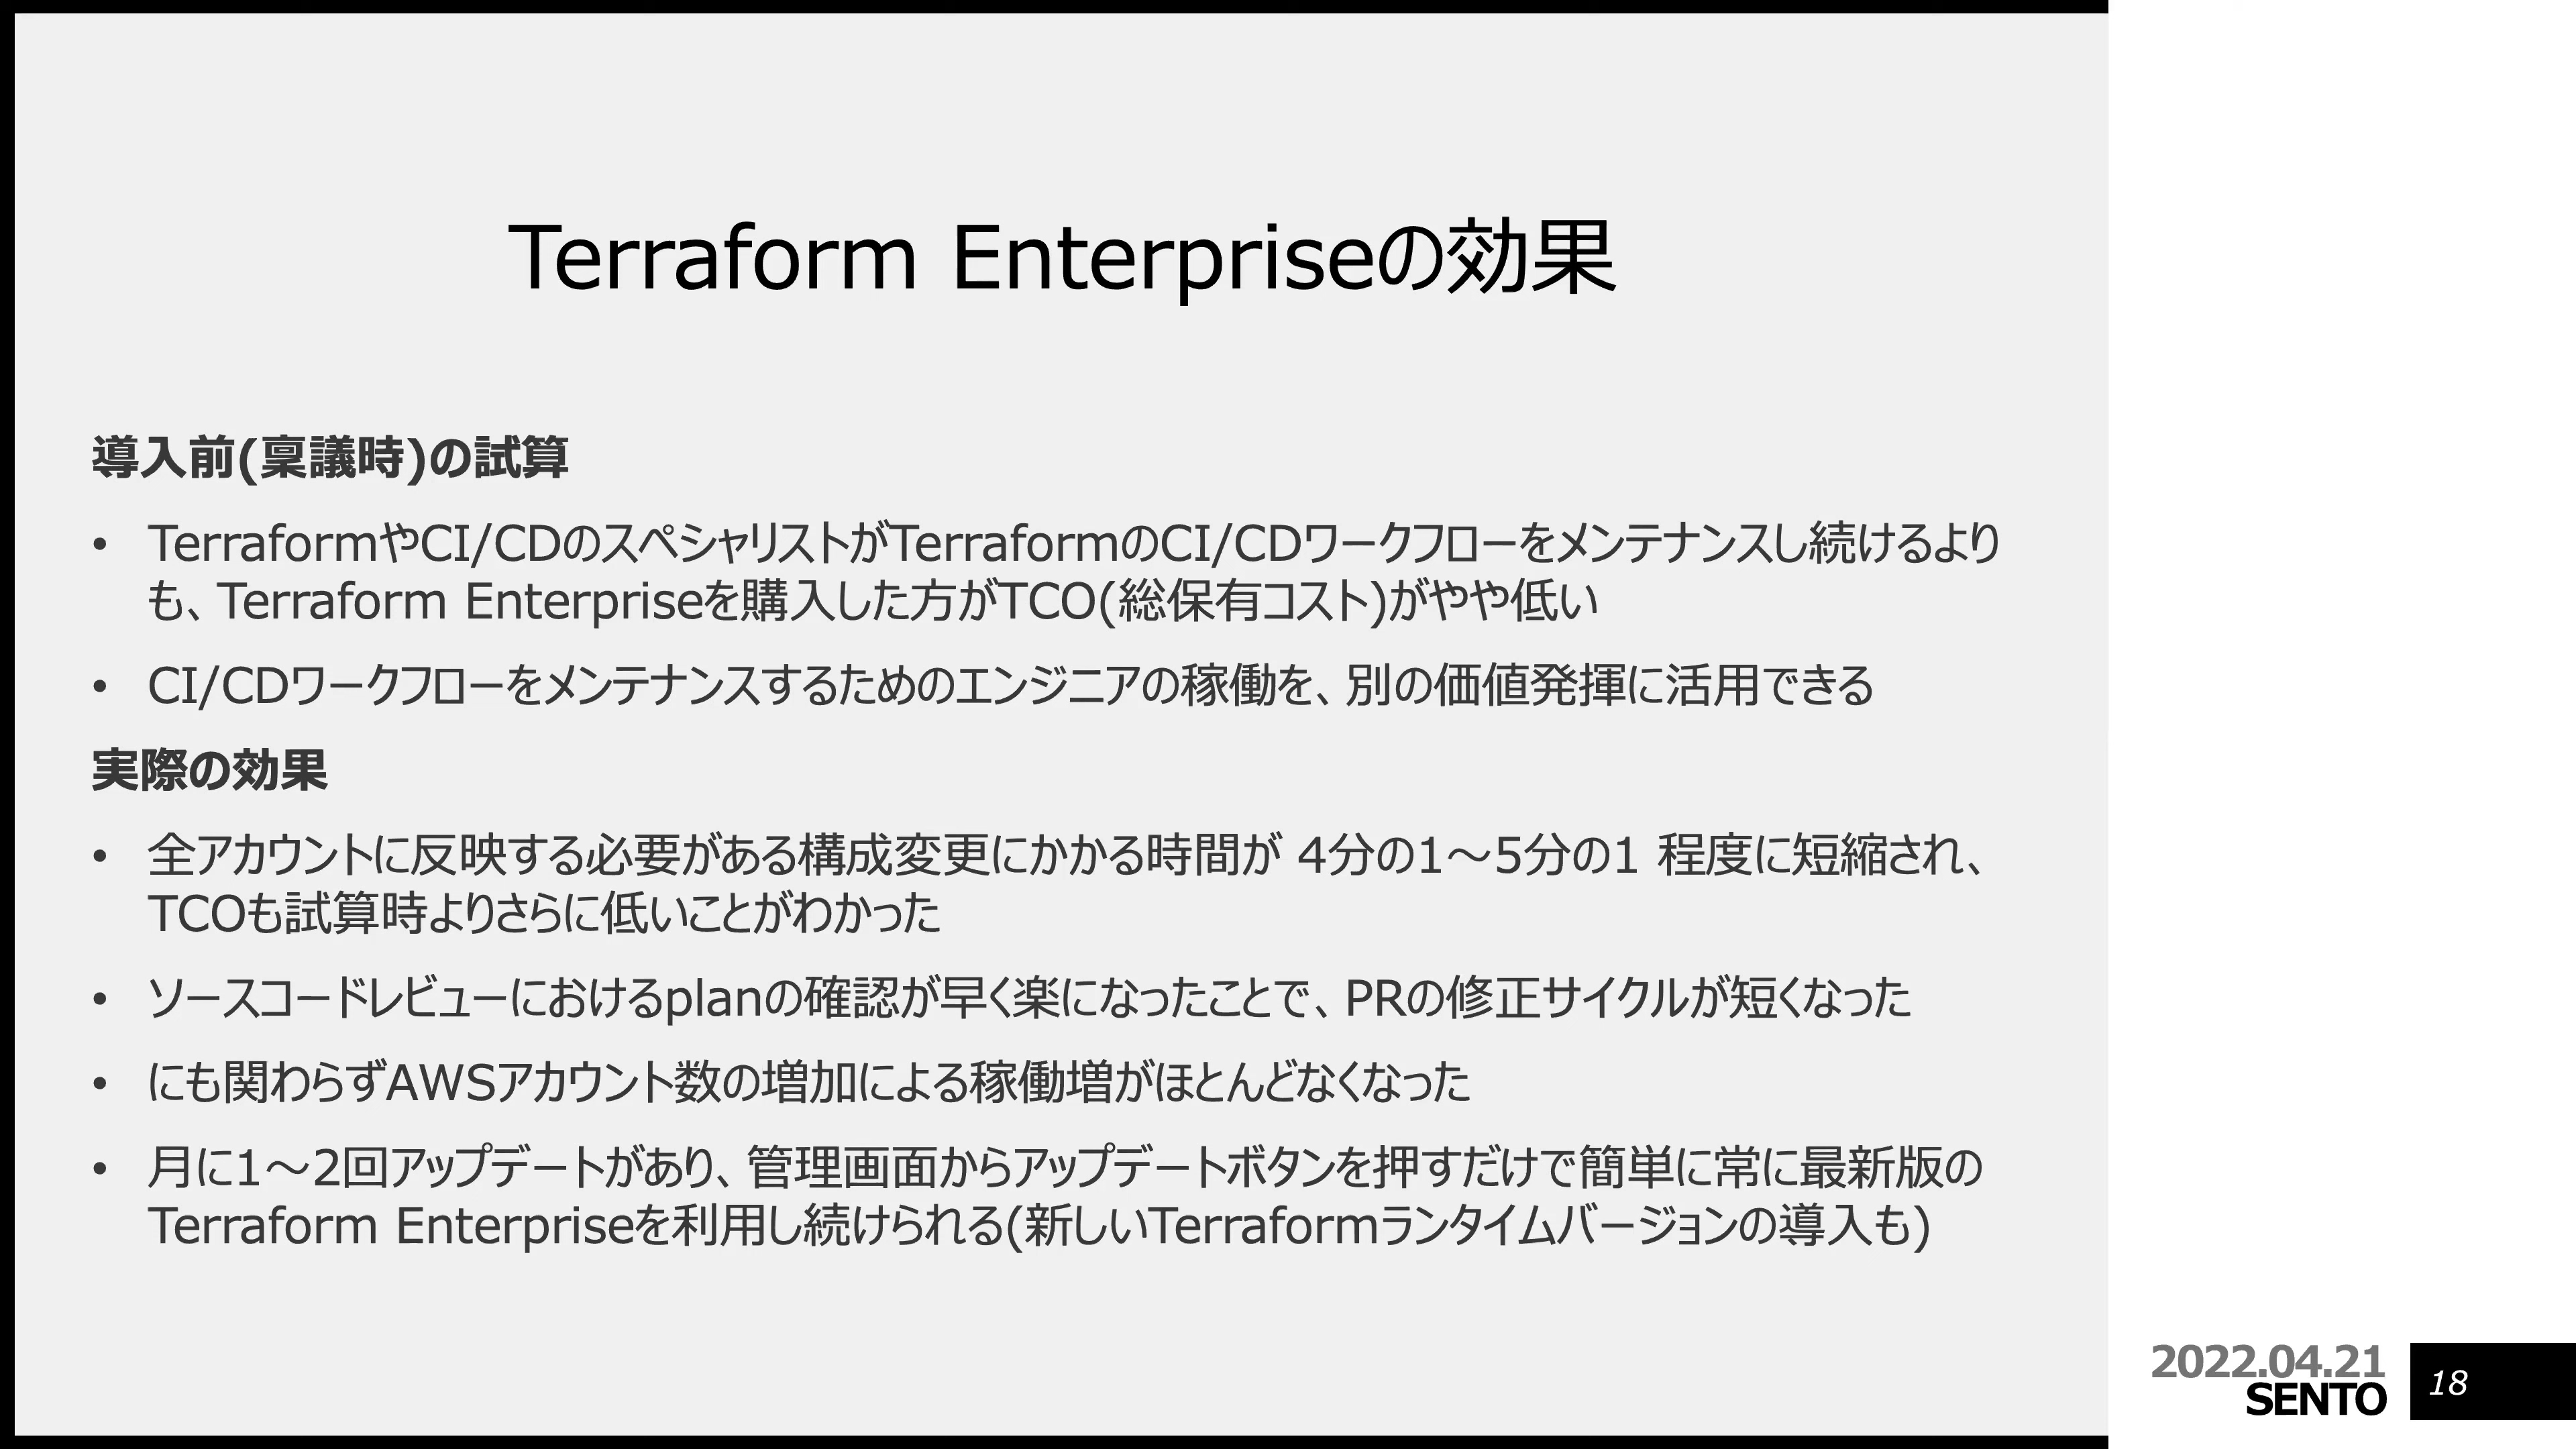 Terraform Enterpriseの効果
導入前(稟議時)の試算
• TerraformやCI/CDのスペシャリストがTerraformのCI/CDワークフローをメンテナンスし続けるより
も、Terraform Enterpriseを購入した方がTCO(総保有コスト)がやや低い
• CI/CDワークフローをメンテナンスするためのエンジニアの稼働を、別の価値発揮に活用できる
実際の効果
• 全アカウントに反映する必要がある構成変更にかかる時間が 4分の1～5分の1 程度に短縮され、
TCOも試算時よりさらに低いことがわかった
• ソースコードレビューにおけるplanの確認が早く楽になったことで、PRの修正サイクルが短くなった
• にも関わらずAWSアカウント数の増加による稼働増がほとんどなくなった
• 月に1～2回アップデートがあり、管理画面からアップデートボタンを押すだけで簡単に常に最新版の
Terraform Enterpriseを利用し続けられる(新しいTerraformランタイムバージョンの導入も)
2022.04.21
SENTO
18